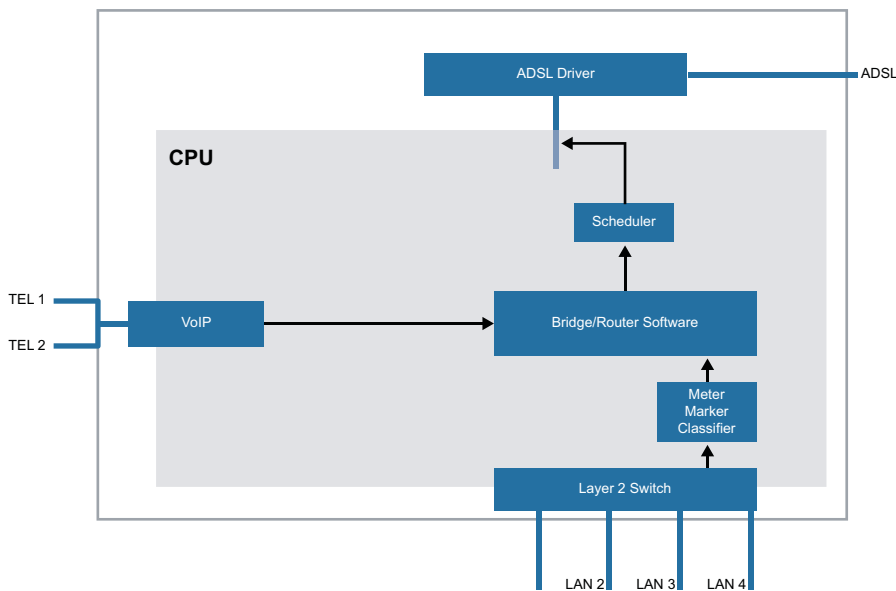 ADSL Driver
ADSL
CPU
Scheduler
TEL 1
VoIP
Bridge/Router Software
TEL 2
Meter
Marker
Classifier
Layer 2 Switch
LAN 2
LAN 3
LAN 4